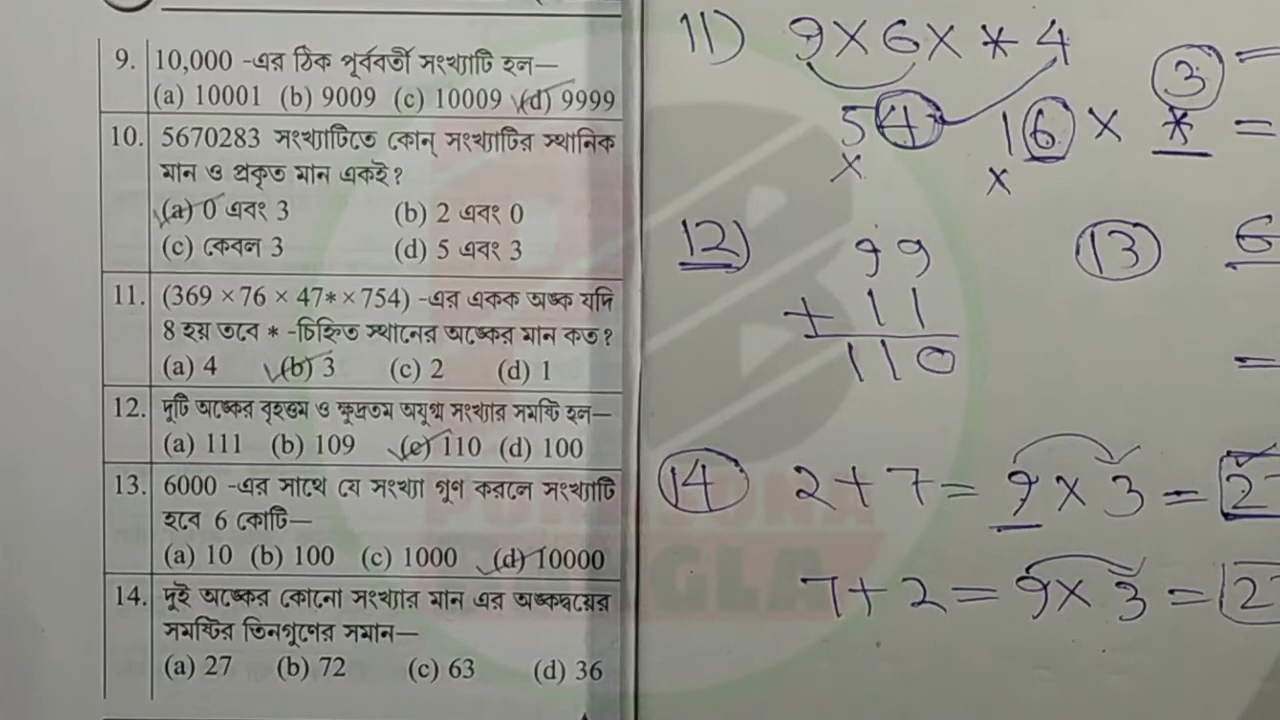 9. 10,000 -এর ঠিক পূর্ববর্তী সংখ্যাটি হল—
(a) 10001 (b) 9009 (c) 10009 (d) 9999
10. 5670283 সংখ্যাটিতে কোন্ সংখ্যাটির স্থানিক
মান ও প্রকৃত মান একই?
(a) 0 এবং 3 (b) 2 এবং 0
(c) কেবল 3 (d) 5 এবং 3
11. (369 × 76 × 47* × 754) -এর একক অঙ্ক যদি
8 হয় তবে * -চিহ্নিত স্থানের অঙ্কের মান কত?
(a) 4 (b) 3 (c) 2 (d) 1
12. দুটি অঙ্কের বৃহত্তম ও ক্ষুদ্রতম অযুগ্ম সংখ্যার সমষ্টি হল—
(a) 111 (b) 109 (c) 110 (d) 100
13. 6000 -এর সাথে যে সংখ্যা গুণ করলে সংখ্যাটি
হবে 6 কোটি—
(a) 10 (b) 100 (c) 1000 (d) 10000
14. দুই অঙ্কের কোনো সংখ্যার মান এর অঙ্কদ্বয়ের
সমষ্টির তিনগুণের সমান—
(a) 27 (b) 72 (c) 63 (d) 36
11) 9 × 6 × * 4
3
54 16 × * =
× ×
12) 99 13 6
+ 11
110 =
14 2 + 7 = 9 × 3 = 2
7 + 2 = 9 × 3 = 2